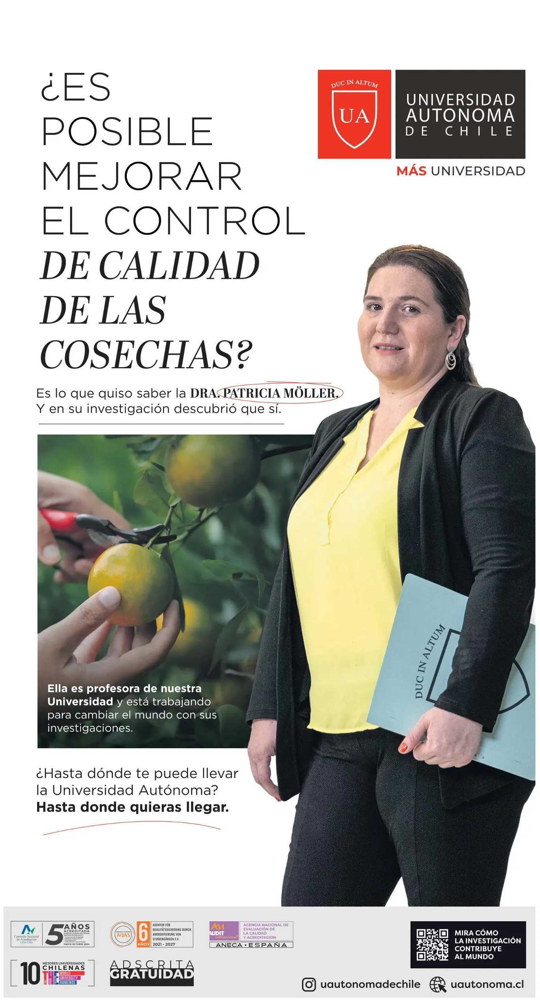 ¿ES
POSIBLE
MEJORAR
EL CONTROL
DE CALIDAD
DE LAS
COSECHAS?
DUC IN ALTUM
UA
UNIVERSIDAD
AUTONOMA
DE CHILE
MÁS UNIVERSIDAD
Es lo que quiso saber la DRA. PATRICIA MÖLLER.
Y en su investigación descubrió que sí.
Ella es profesora de nuestra
Universidad y está trabajando
para cambiar el mundo con sus
investigaciones.
DUC IN ALTUM
¿Hasta dónde te puede llevar
la Universidad Autónoma?
Hasta donde quieras llegar.
Comisión Nacional
de Acreditación
CNA-Chile
5 AÑOS
ACREDITADA
HASTA OCTUBRE 2024
AQAS
6
AÑOS
AGENTUR FÜR
QUALITÄTSSICHERUNG DURCH
AKKREDITIERUNG VON
STUDIENGÄNGEN E.V.
2021 - 2027
AUDIT
internacional
AGENCIA NACIONAL DE
EVALUACIÓN DE
LA CALIDAD
Y ACREDITACIÓN
ANECA • ESPAÑA
10 MEJORES UNIVERSIDADES
CHILENAS
THE WORLD
UNIVERSITY
RANKINGS
ADSCRITA
GRATUIDAD
MIRA CÓMO
LA INVESTIGACIÓN
CONTRIBUYE
AL MUNDO
uautonomadechile
uautonoma.cl